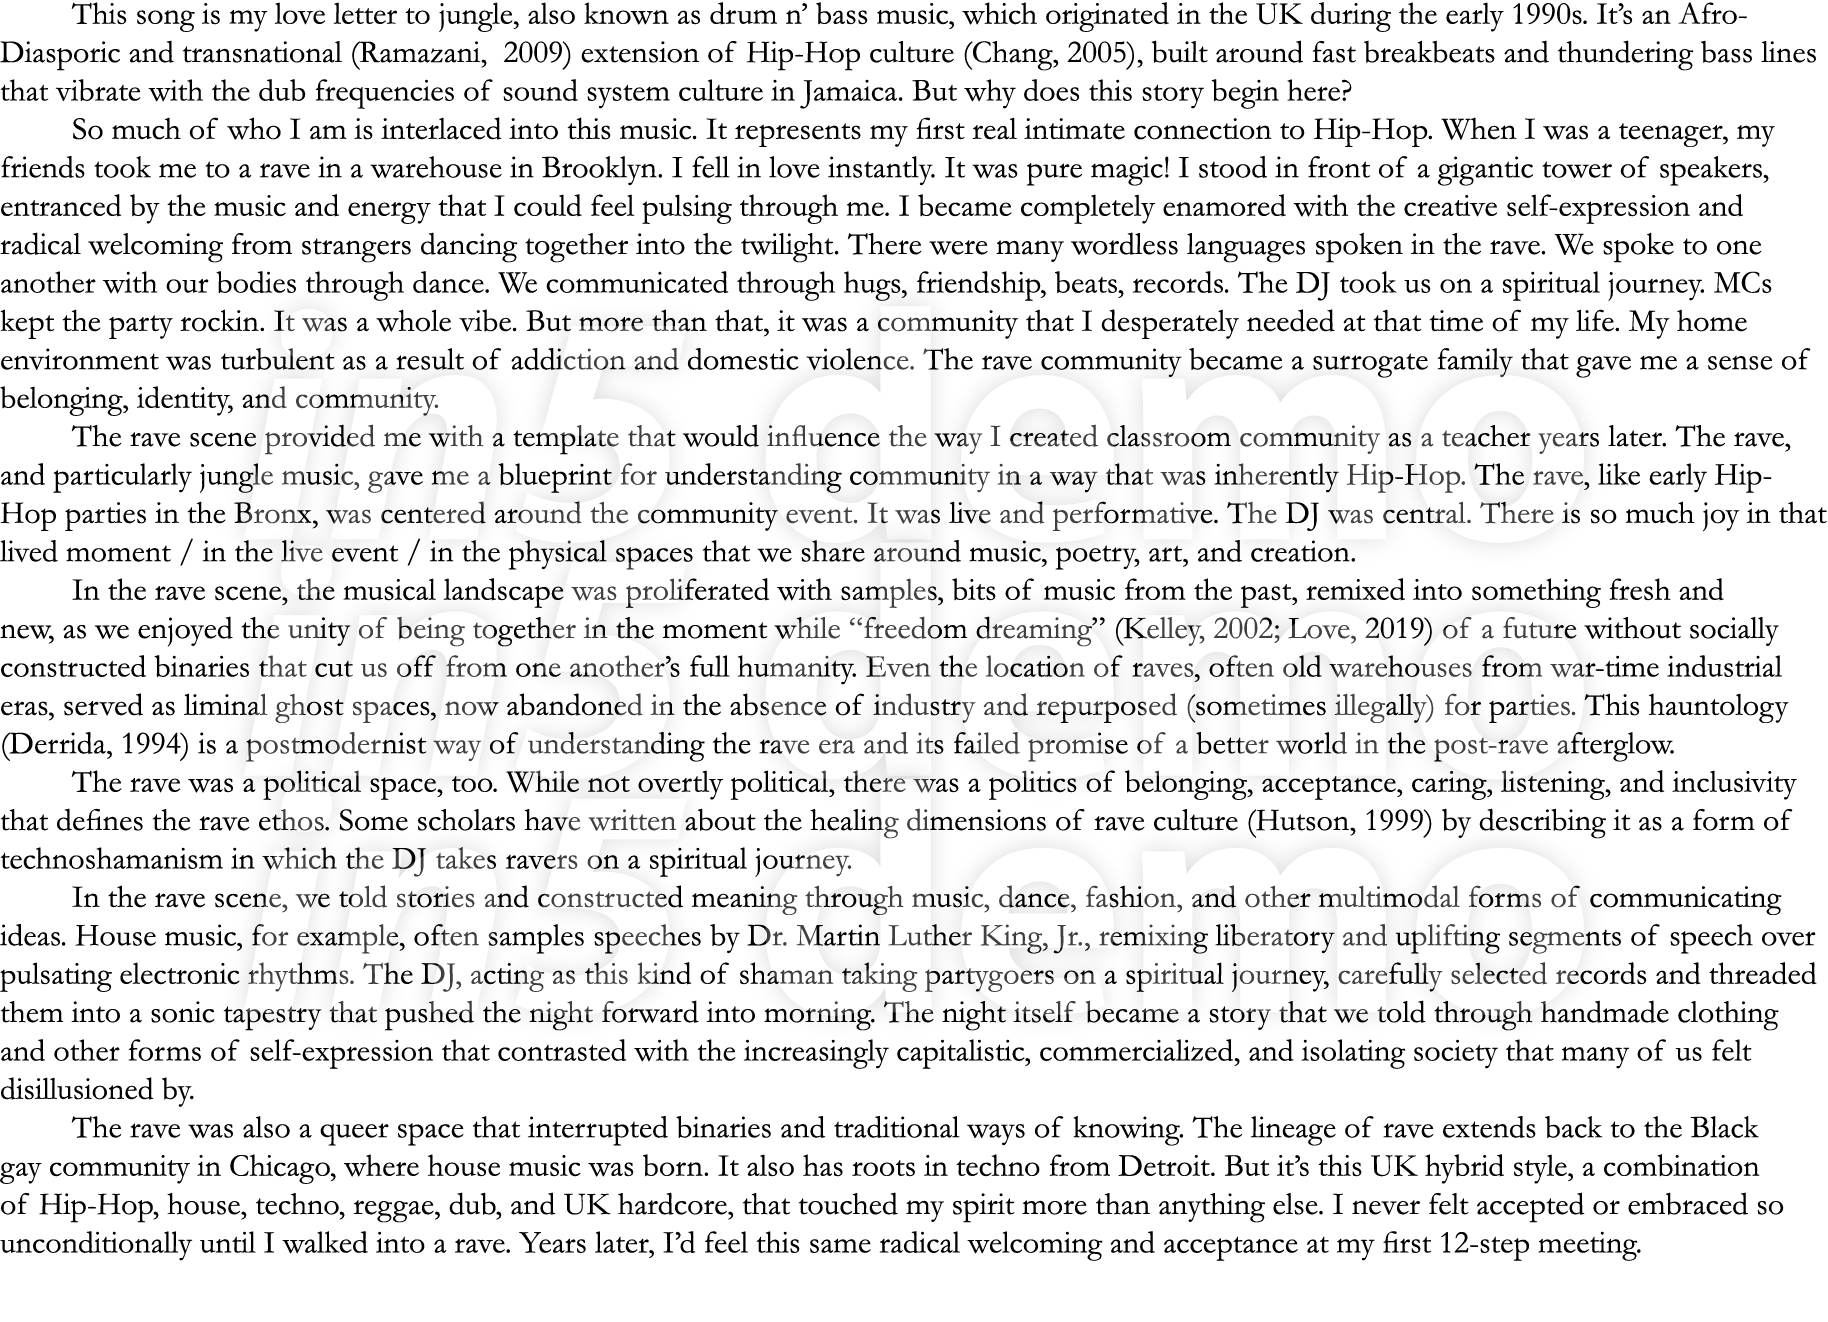 This song is my love letter to jungle, also known as drum n’ bass music, which originated in the UK during the early 1990s. It’s an Afro-
Diasporic and transnational (Ramazani, 2009) extension of Hip-Hop culture (Chang, 2005), built around fast breakbeats and thundering bass lines
that vibrate with the dub frequencies of sound system culture in Jamaica. But why does this story begin here?
So much of who I am is interlaced into this music. It represents my first real intimate connection to Hip-Hop. When I was a teenager, my
friends took me to a rave in a warehouse in Brooklyn. I fell in love instantly. It was pure magic! I stood in front of a gigantic tower of speakers,
entranced by the music and energy that I could feel pulsing through me. I became completely enamored with the creative self-expression and
radical welcoming from strangers dancing together into the twilight. There were many wordless languages spoken in the rave. We spoke to one
another with our bodies through dance. We communicated through hugs, friendship, beats, records. The DJ took us on a spiritual journey. MCs
kept the party rockin. It was a whole vibe. But more than that, it was a community that I desperately needed at that time of my life. My home
environment was turbulent as a result of addiction and domestic violence. The rave community became a surrogate family that gave me a sense of
belonging, identity, and community.
The rave scene provided me with a template that would influence the way I created classroom community as a teacher years later. The rave,
and particularly jungle music, gave me a blueprint for understanding community in a way that was inherently Hip-Hop. The rave, like early Hip-
Hop parties in the Bronx, was centered around the community event. It was live and performative. The DJ was central. There is so much joy in that
lived moment / in the live event / in the physical spaces that we share around music, poetry, art, and creation.
In the rave scene, the musical landscape was proliferated with samples, bits of music from the past, remixed into something fresh and
new, as we enjoyed the unity of being together in the moment while “freedom dreaming” (Kelley, 2002; Love, 2019) of a future without socially
constructed binaries that cut us off from one another’s full humanity. Even the location of raves, often old warehouses from war-time industrial
eras, served as liminal ghost spaces, now abandoned in the absence of industry and repurposed (sometimes illegally) for parties. This hauntology
(Derrida, 1994) is a postmodernist way of understanding the rave era and its failed promise of a better world in the post-rave afterglow.
The rave was a political space, too. While not overtly political, there was a politics of belonging, acceptance, caring, listening, and inclusivity
that defines the rave ethos. Some scholars have written about the healing dimensions of rave culture (Hutson, 1999) by describing it as a form of
technoshamanism in which the DJ takes ravers on a spiritual journey.
In the rave scene, we told stories and constructed meaning through music, dance, fashion, and other multimodal forms of communicating
ideas. House music, for example, often samples speeches by Dr. Martin Luther King, Jr., remixing liberatory and uplifting segments of speech over
pulsating electronic rhythms. The DJ, acting as this kind of shaman taking partygoers on a spiritual journey, carefully selected records and threaded
them into a sonic tapestry that pushed the night forward into morning. The night itself became a story that we told through handmade clothing
and other forms of self-expression that contrasted with the increasingly capitalistic, commercialized, and isolating society that many of us felt
disillusioned by.
The rave was also a queer space that interrupted binaries and traditional ways of knowing. The lineage of rave extends back to the Black
gay community in Chicago, where house music was born. It also has roots in techno from Detroit. But it’s this UK hybrid style, a combination
of Hip-Hop, house, techno, reggae, dub, and UK hardcore, that touched my spirit more than anything else. I never felt accepted or embraced so
unconditionally until I walked into a rave. Years later, I’d feel this same radical welcoming and acceptance at my first 12-step meeting.
in5 demo
in5 demo
in5 demo